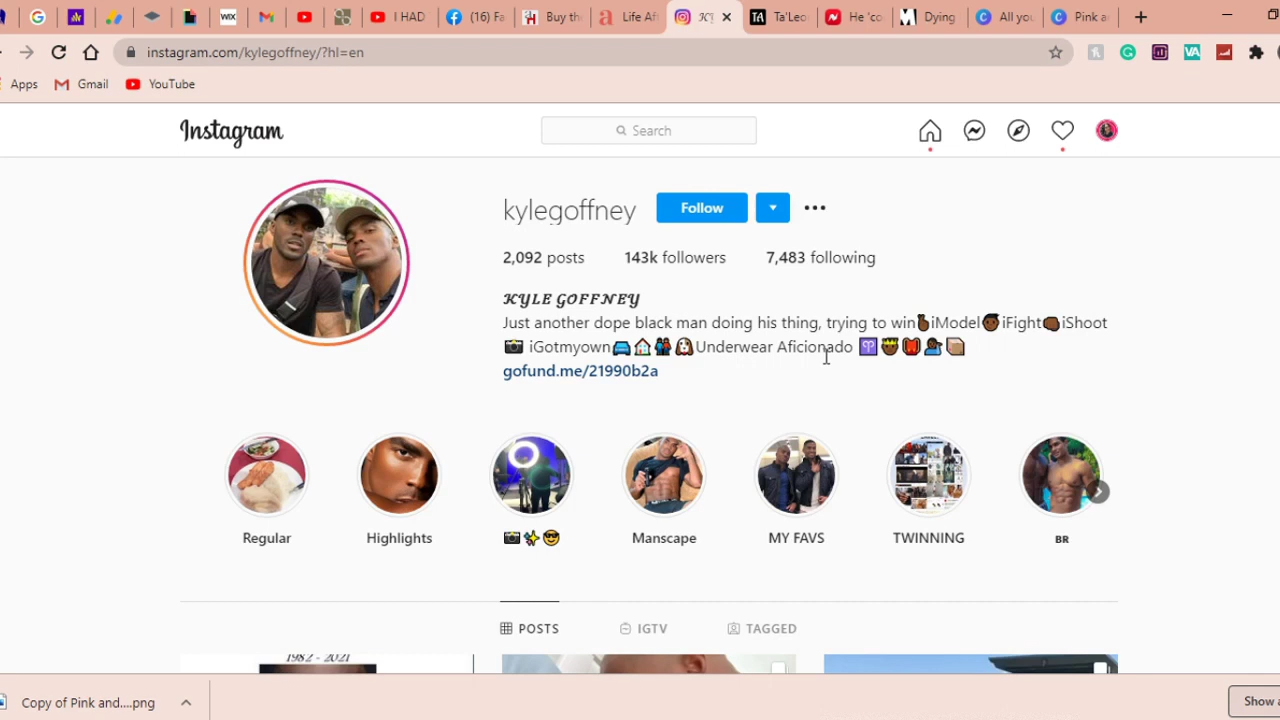 I HAD
(16) Fa
Buy the
Life Af
Ta'Leo
He 'co
Dying
All you
Pink a
instagram.com/kylegoffney/?hl=en
Apps
Gmail
YouTube
Instagram
Search
kylegoffney
Follow
2,092 posts
143k followers
7,483 following
𝓚𝓨𝓛𝓔 𝓖𝓞𝓕𝓕𝓝𝓔𝓨
Just another dope black man doing his thing, trying to win iModel iFight iShoot
iGotmyown Underwear Aficionado
gofund.me/21990b2a
Regular
Highlights
Manscape
MY FAVS
TWINNING
BR
POSTS
IGTV
TAGGED
1982 - 2021
Copy of Pink and....png
Show a